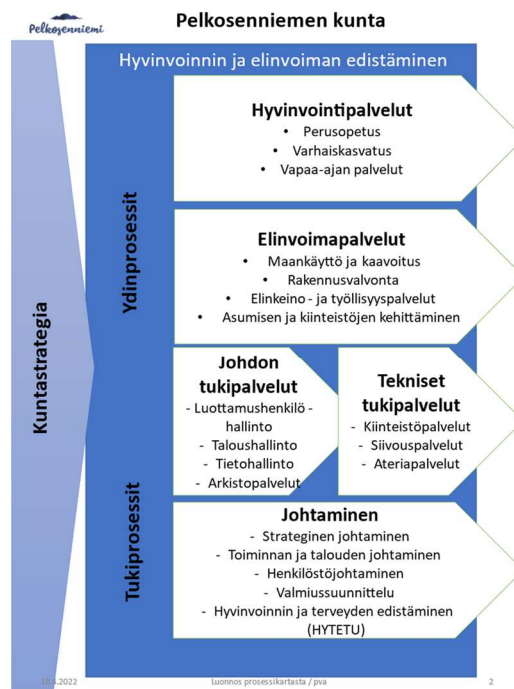 Pelkosenniemi
Pelkosenniemen kunta
Hyvinvoinnin ja elinvoiman edistäminen
Kuntastrategia
Ydinprosessit
Hyvinvointipalvelut
• Perusopetus
• Varhaiskasvatus
• Vapaa-ajan palvelut
Elinvoimapalvelut
• Maankäyttö ja kaavoitus
• Rakennusvalvonta
• Elinkeino - ja työllisyyspalvelut
• Asumisen ja kiinteistöjen kehittäminen
Tukiprosessit
Johdon
tukipalvelut
- Luottamushenkilö -
hallinto
- Taloushallinto
- Tietohallinto
- Arkistopalvelut
Tekniset
tukipalvelut
- Kiinteistöpalvelut
- Siivouspalvelut
- Ateriapalvelut
Johtaminen
- Strateginen johtaminen
- Toiminnan ja talouden johtaminen
- Henkilöstöjohtaminen
- Valmiussuunnittelu
- Hyvinvoinnin ja terveyden edistäminen
(HYTETU)
Luonnos prosessikartasta / pva
2